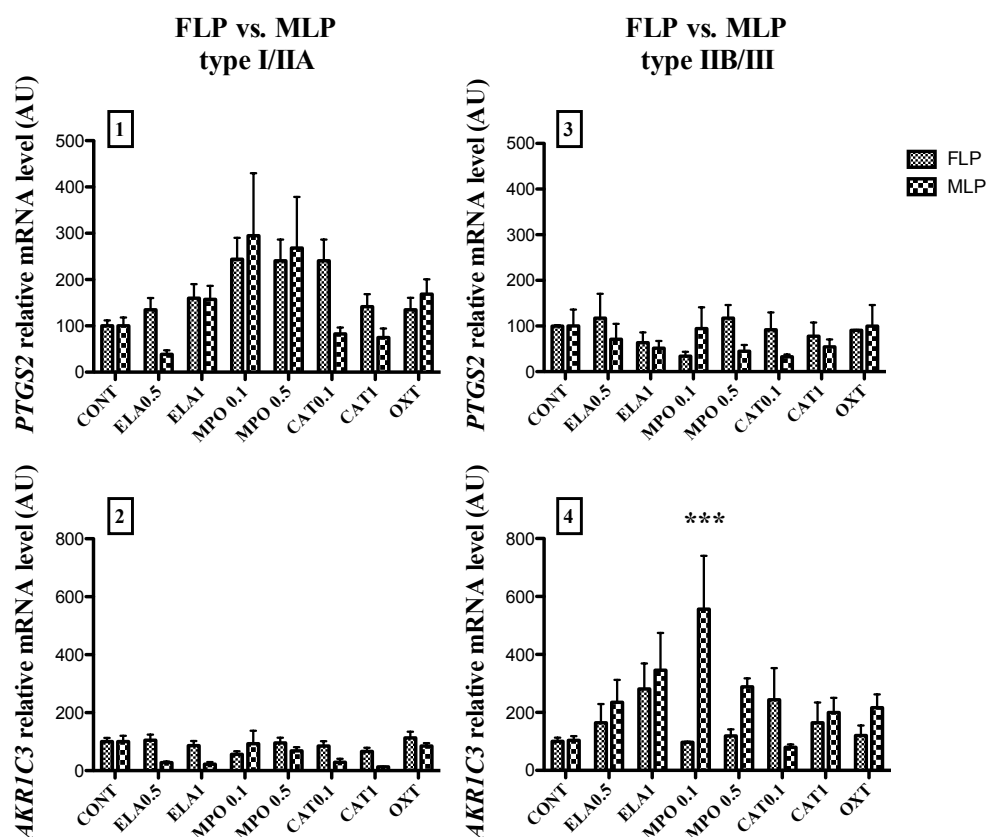 FLP vs. MLP
type I/IIA
FLP vs. MLP
type IIB/III
PTGS2 relative mRNA level (AU)
1
500
400
300
200
100
0
CONT
ELA0.5
ELA1
MPO 0.1
MPO 0.5
CAT0.1
CAT1
OXT
PTGS2 relative mRNA level (AU)
3
500
400
300
200
100
0
CONT
ELA0.5
ELA1
MPO 0.1
MPO 0.5
CAT0.1
CAT1
OXT
FLP
MLP
AKR1C3 relative mRNA level (AU)
2
800
600
400
200
0
CONT
ELA0.5
ELA1
MPO 0.1
MPO 0.5
CAT0.1
CAT1
OXT
AKR1C3 relative mRNA level (AU)
4
***
800
600
400
200
0
CONT
ELA0.5
ELA1
MPO 0.1
MPO 0.5
CAT0.1
CAT1
OXT